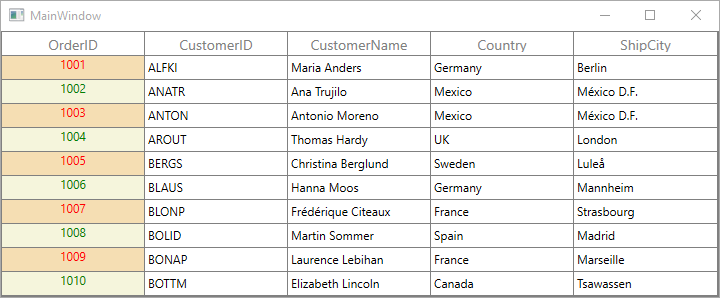 MainWindow
OrderID CustomerID CustomerName Country ShipCity
1001 ALFKI Maria Anders Germany Berlin
1002 ANATR Ana Trujilo Mexico México D.F.
1003 ANTON Antonio Moreno Mexico México D.F.
1004 AROUT Thomas Hardy UK London
1005 BERGS Christina Berglund Sweden Luleå
1006 BLAUS Hanna Moos Germany Mannheim
1007 BLONP Frédérique Citeaux France Strasbourg
1008 BOLID Martin Sommer Spain Madrid
1009 BONAP Laurence Lebihan France Marseille
1010 BOTTM Elizabeth Lincoln Canada Tsawassen